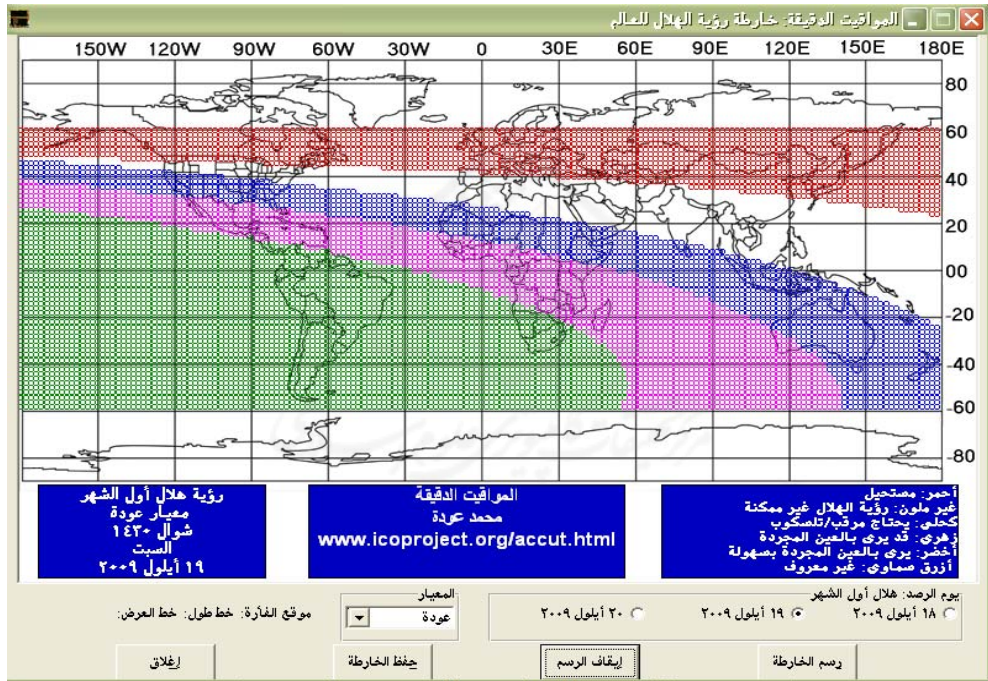 المواقيت الدقيقة: خارطة رؤية الهلال للعالم
150W 120W 90W 60W 30W 0 30E 60E 90E 120E 150E 180E
80
60
40
20
00
-20
-40
-60
-80
أحمر: مستحيل
غير ملون: رؤية الهلال غير ممكنة
كحلي: يحتاج مرقب/تلسكوب
زهري: قد يرى بالعين المجردة
أخضر: يرى بالعين المجردة بسهولة
أزرق سماوي: غير معروف
المواقيت الدقيقة
محمد عودة
www.icoproject.org/accut.html
رؤية هلال أول الشهر
معيار عودة
شوال ١٤٣٠
السبت
١٩ أيلول ٢٠٠٩
يوم الرصد: هلال أول الشهر
١٨ أيلول ٢٠٠٩ ١٩ أيلول ٢٠٠٩ ٢٠ أيلول ٢٠٠٩
المعيار
عودة
موقع الفأرة: خط طول: خط العرض:
رسم الخارطة إيقاف الرسم حفظ الخارطة إغلاق